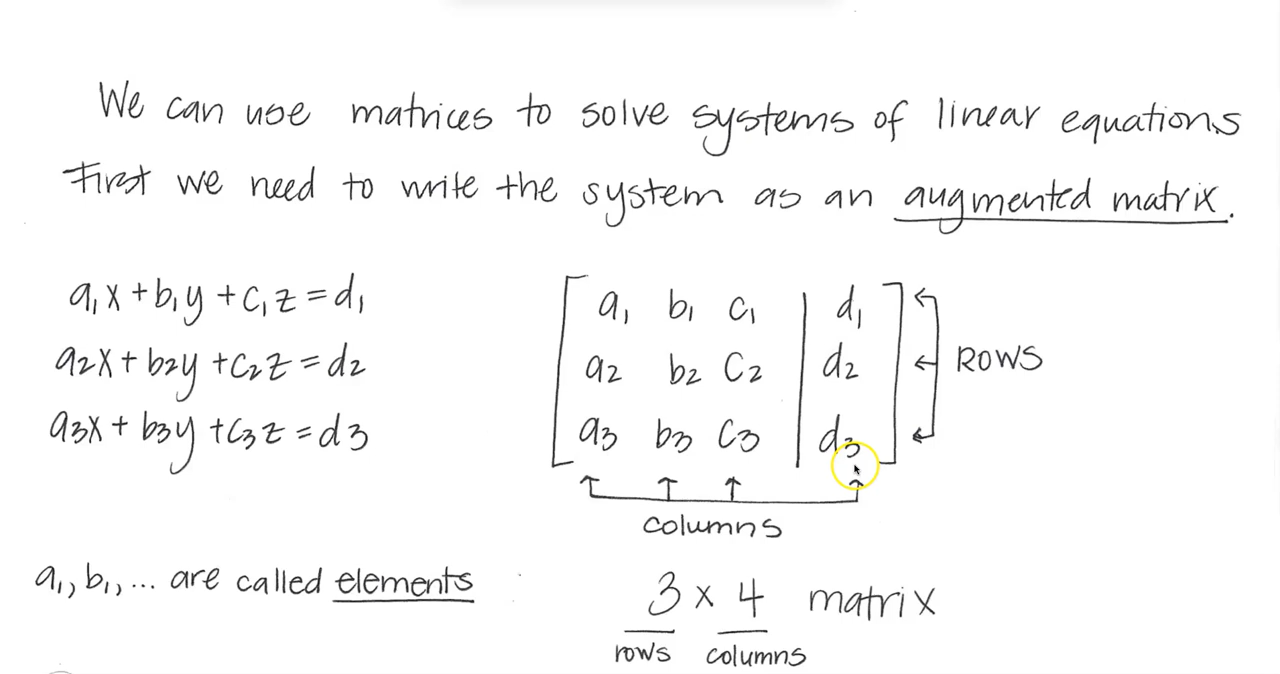 We can use matrices to solve systems of linear equations
First we need to write the system as an augmented matrix.
a₁x + b₁y + c₁z = d₁
a₂x + b₂y + c₂z = d₂
a₃x + b₃y + c₃z = d₃
a₁ b₁ c₁ | d₁
a₂ b₂ c₂ | d₂
a₃ b₃ c₃ | d₃
ROWS
columns
a₁, b₁, ... are called elements
3 x 4 matrix
rows columns